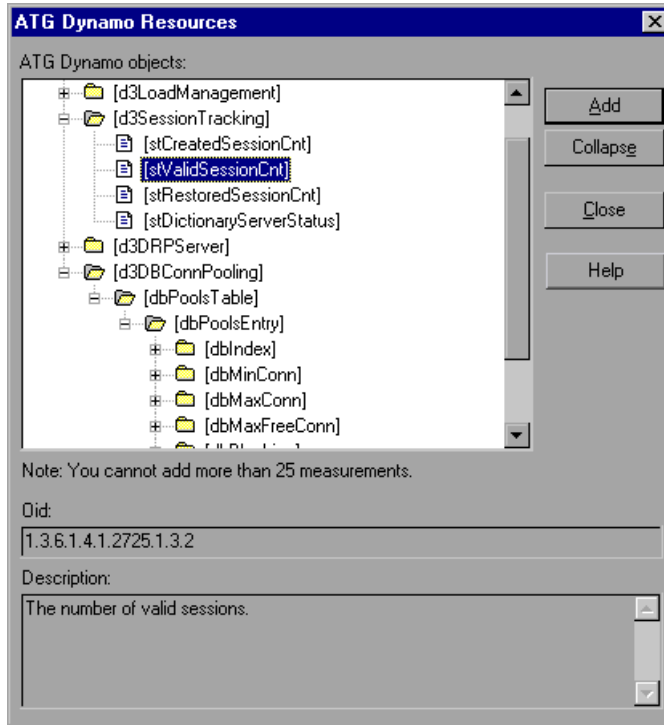 ATG Dynamo Resources
ATG Dynamo objects:
[d3LoadManagement]
[d3SessionTracking]
[stCreatedSessionCnt]
[stValidSessionCnt]
[stRestoredSessionCnt]
[stDictionaryServerStatus]
[d3DRPServer]
[d3DBConnPooling]
[dbPoolsTable]
[dbPoolsEntry]
[dbIndex]
[dbMinConn]
[dbMaxConn]
[dbMaxFreeConn]
Add
Collapse
Close
Help
Note: You cannot add more than 25 measurements.
Oid:
1.3.6.1.4.1.2725.1.3.2
Description:
The number of valid sessions.